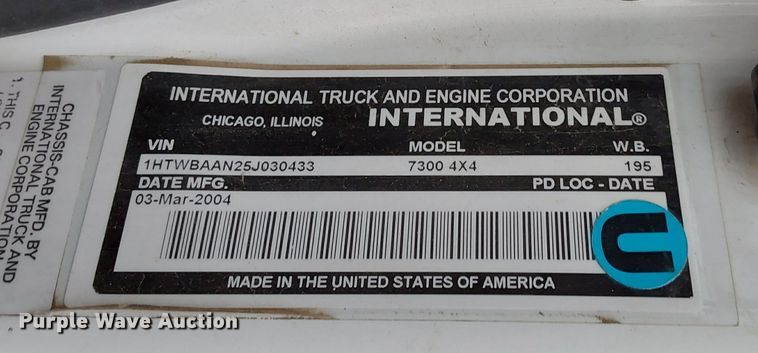 INTERNATIONAL TRUCK AND ENGINE CORPORATION
CHICAGO, ILLINOIS INTERNATIONAL®
VIN MODEL W.B.
1HTWBAAN25J030433 7300 4X4 195
DATE MFG. PD LOC - DATE
03-Mar-2004
MADE IN THE UNITED STATES OF AMERICA
CHASSIS-CAB MFD. BY
INTERNATIONAL TRUCK AND
ENGINE CORPORATION
1. THIS
Purple Wave Auction